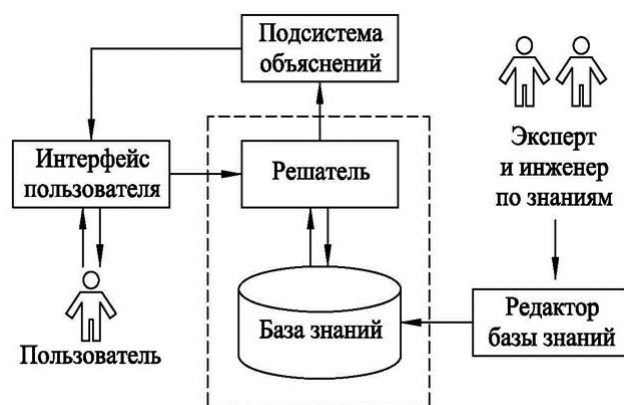 Подсистема
объяснений
Интерфейс
пользователя
Решатель
Эксперт
и инженер
по знаниям
База знаний
Редактор
базы знаний
Пользователь